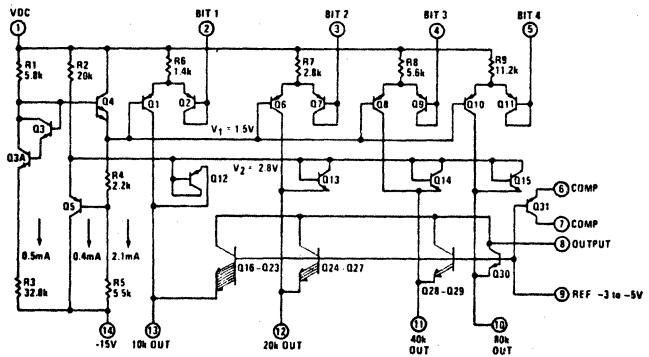 VDC BIT 1 BIT 2 BIT 3 BIT 4
1 2 3 4 5
R1 5.8k
R2 20k
R6 1.4k
R7 2.8k
R8 5.6k
R9 11.2k
Q4 Q1 Q2 Q6 Q7 Q8 Q9 Q10 Q11
Q3
V1 = 1.5V
Q3A
V2 = 2.8V
R4 2.2k
Q12 Q13 Q14 Q15
Q5
Q31
6 COMP
7 COMP
8 OUTPUT
0.5mA 0.4mA 2.1mA
Q16-Q23 Q24-Q27 Q28-Q29 Q30
R3 32.8k
R5 5.5k
9 REF -3 to -5V
14 13 12 11 10
-15V 10k OUT 20k OUT 40k OUT 80k OUT